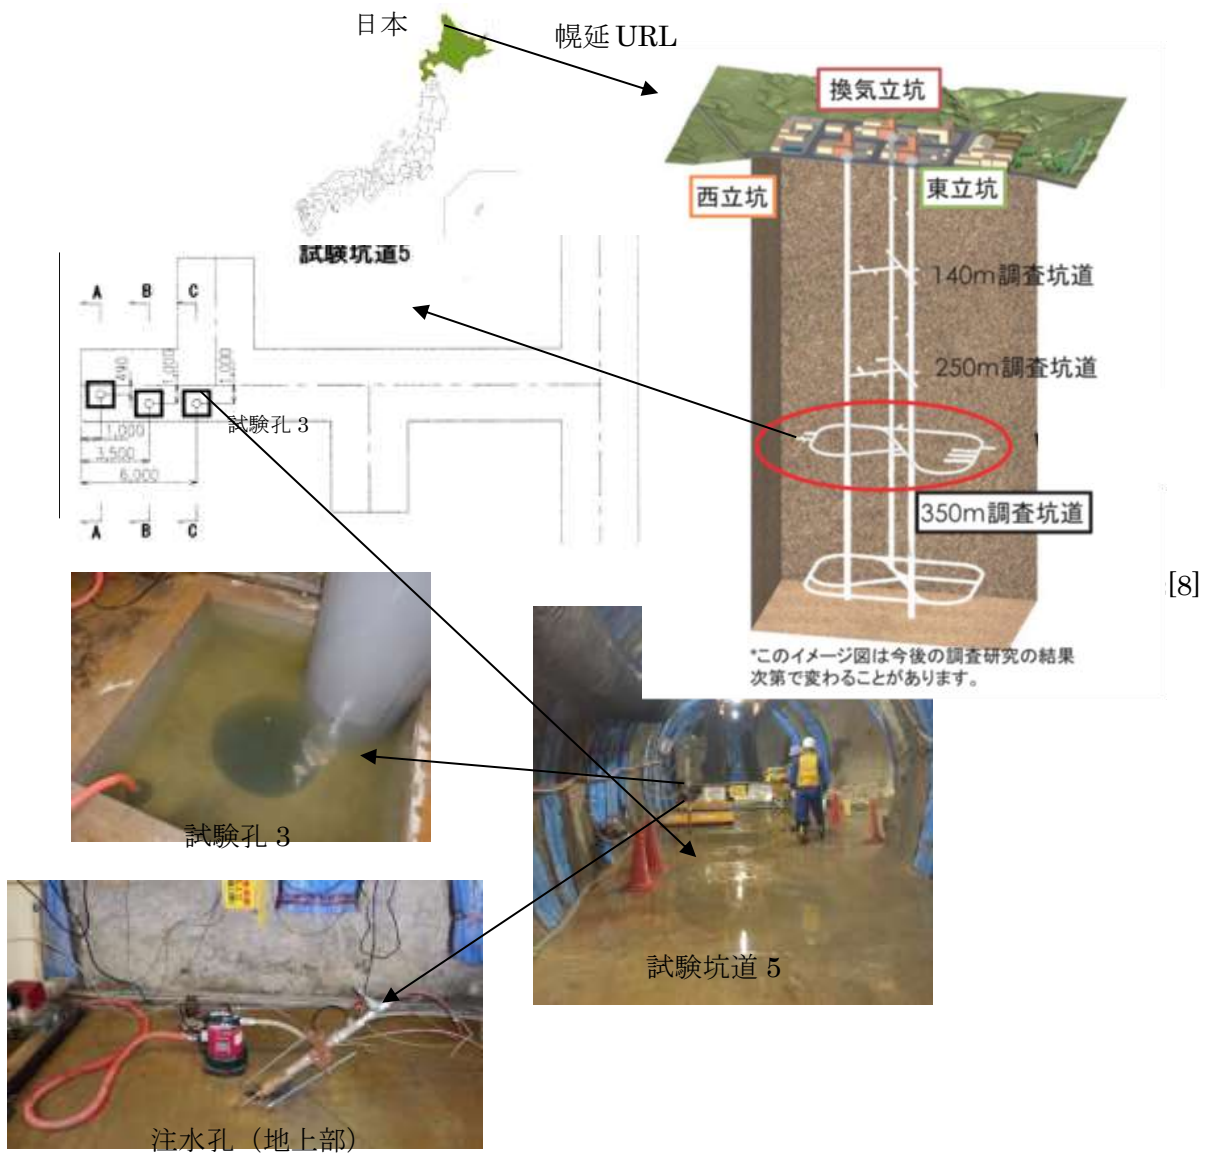 日本
幌延 URL
換気立坑
西立坑
東立坑
140m調査坑道
250m調査坑道
350m調査坑道
*このイメージ図は今後の調査研究の結果
次第で変わることがあります。
[8]
試験坑道5
A B C
490
1,000
1,000
試験孔 3
1,000
3,500
6,000
A B C
試験孔 3
試験坑道 5
注水孔（地上部）